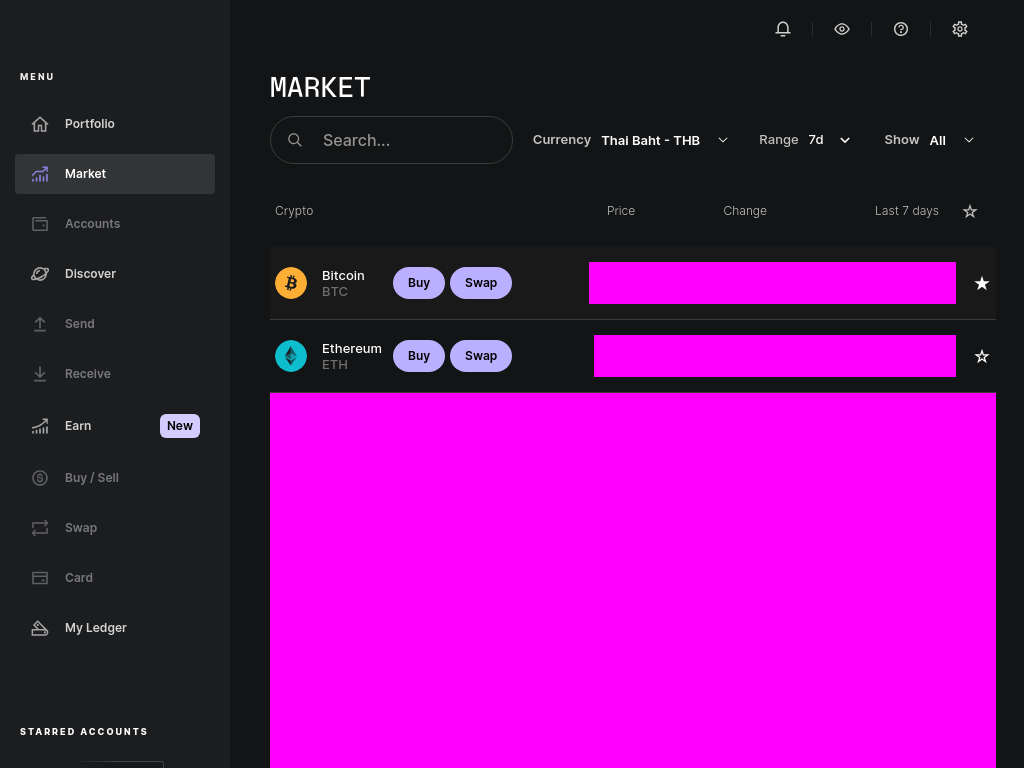 MENU
Portfolio
Market
Accounts
Discover
Send
Receive
Earn New
Buy / Sell
Swap
Card
My Ledger
STARRED ACCOUNTS
MARKET
Search...
Currency Thai Baht - THB
Range 7d
Show All
Crypto Price Change Last 7 days
Bitcoin
BTC
Buy Swap
Ethereum
ETH
Buy Swap